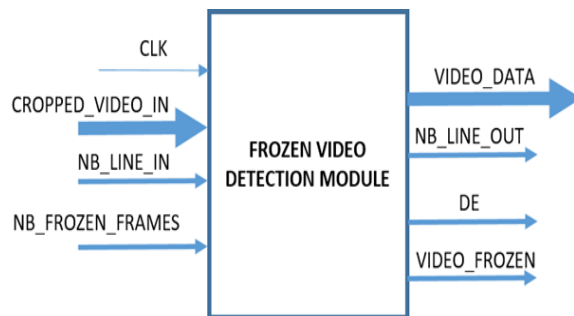 CLK
CROPPED_VIDEO_IN
NB_LINE_IN
NB_FROZEN_FRAMES
FROZEN VIDEO
DETECTION MODULE
VIDEO_DATA
NB_LINE_OUT
DE
VIDEO_FROZEN